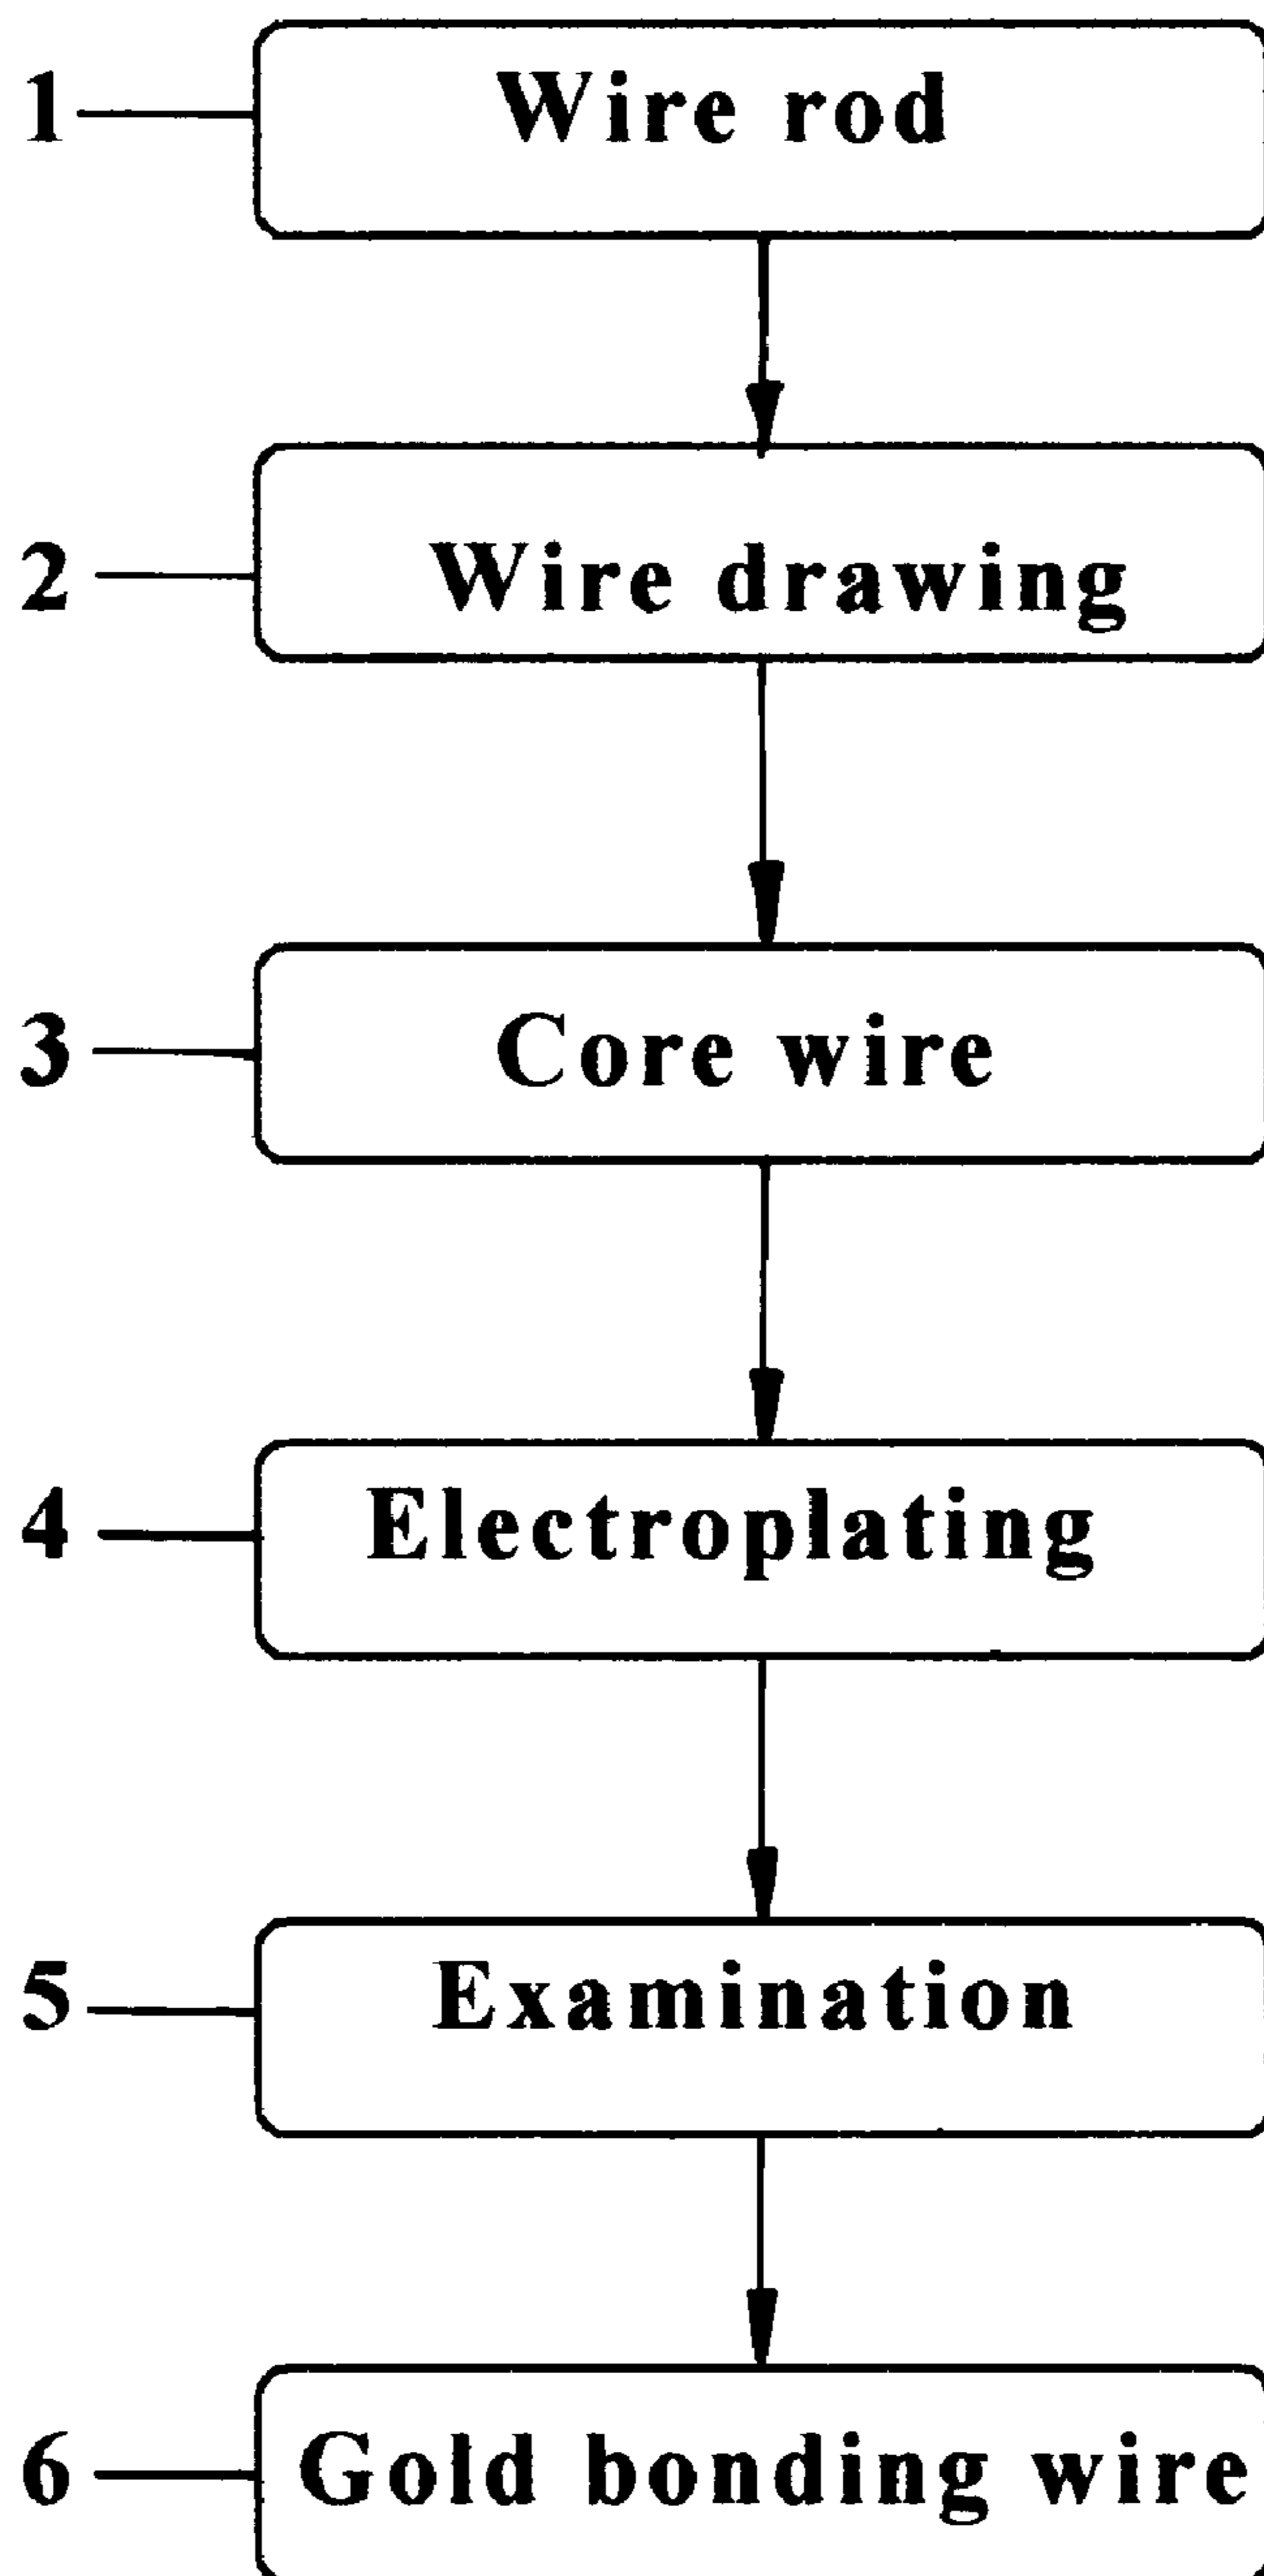 1 Wire rod
2 Wire drawing
3 Core wire
4 Electroplating
5 Examination
6 Gold bonding wire